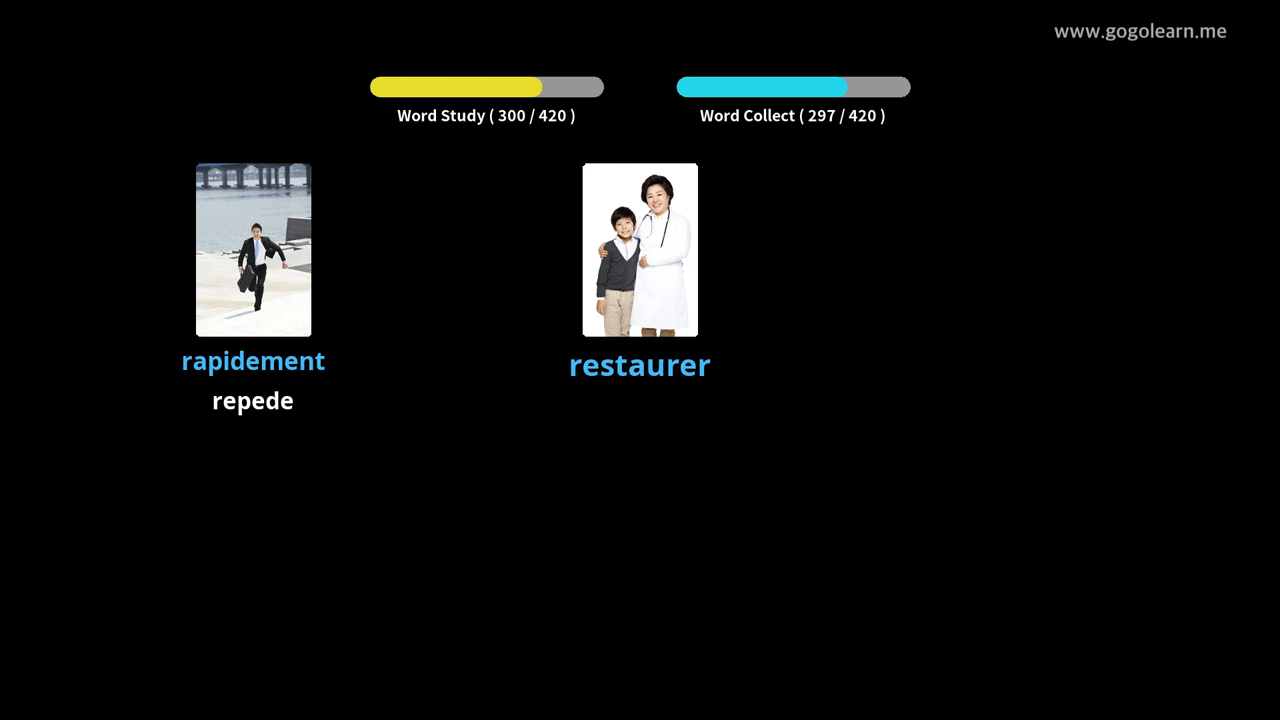 www.gogolearn.me
Word Study ( 300 / 420 )
Word Collect ( 297 / 420 )
rapidement
repede
restaurer